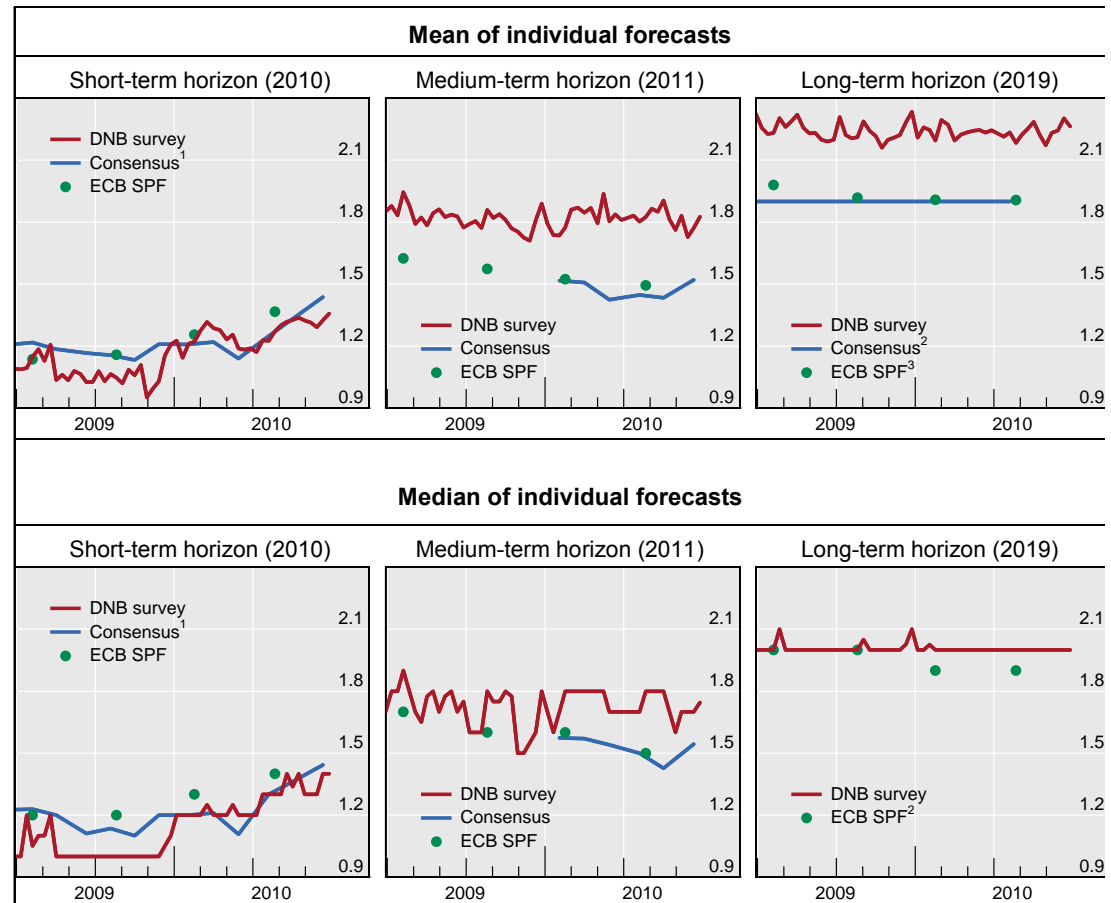 Mean of individual forecasts
Short-term horizon (2010)
DNB survey
Consensus1
ECB SPF
2.1
1.8
1.5
1.2
0.9
2009 2010
Medium-term horizon (2011)
2.1
1.8
1.5
1.2
0.9
DNB survey
Consensus
ECB SPF
2009 2010
Long-term horizon (2019)
2.1
1.8
1.5
1.2
0.9
DNB survey
Consensus2
ECB SPF3
2009 2010
Median of individual forecasts
Short-term horizon (2010)
DNB survey
Consensus1
ECB SPF
2.1
1.8
1.5
1.2
0.9
2009 2010
Medium-term horizon (2011)
2.1
1.8
1.5
1.2
0.9
DNB survey
Consensus
ECB SPF
2009 2010
Long-term horizon (2019)
2.1
1.8
1.5
1.2
0.9
DNB survey
ECB SPF2
2009 2010